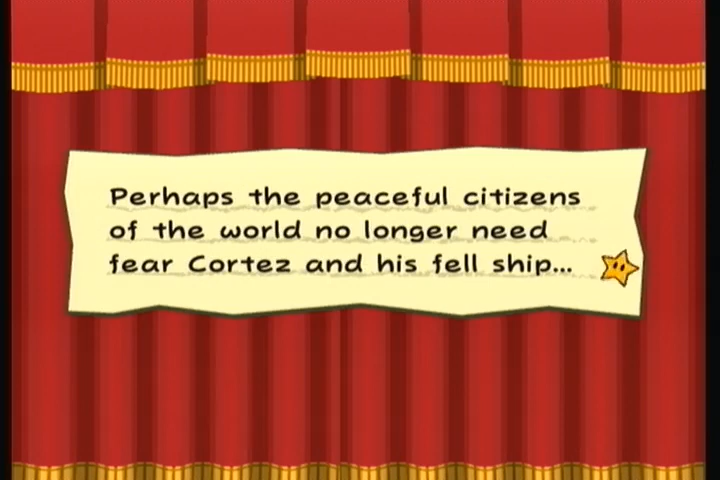 Perhaps the peaceful citizens
of the world no longer need
fear Cortez and his fell ship...